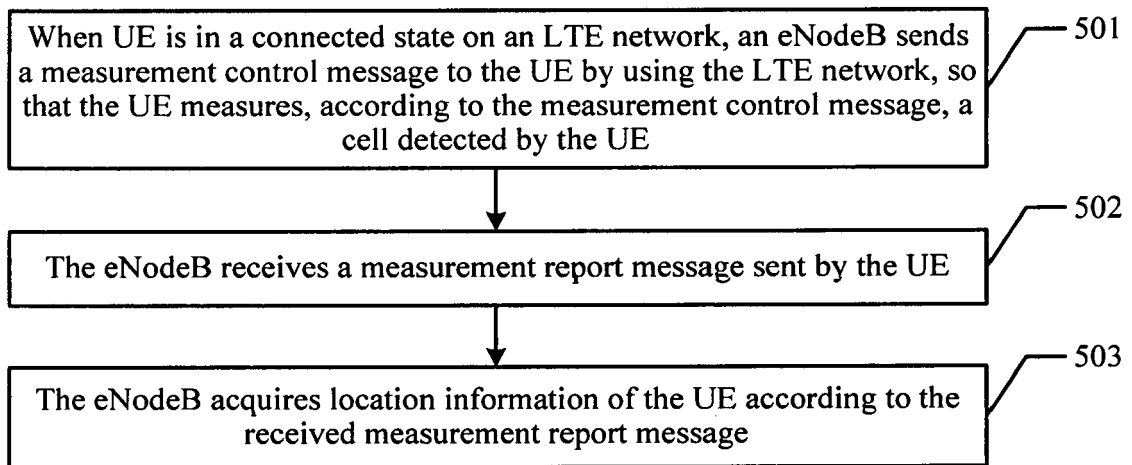 When UE is in a connected state on an LTE network, an eNodeB sends
a measurement control message to the UE by using the LTE network, so
that the UE measures, according to the measurement control message, a
cell detected by the UE
501
The eNodeB receives a measurement report message sent by the UE
502
The eNodeB acquires location information of the UE according to the
received measurement report message
503